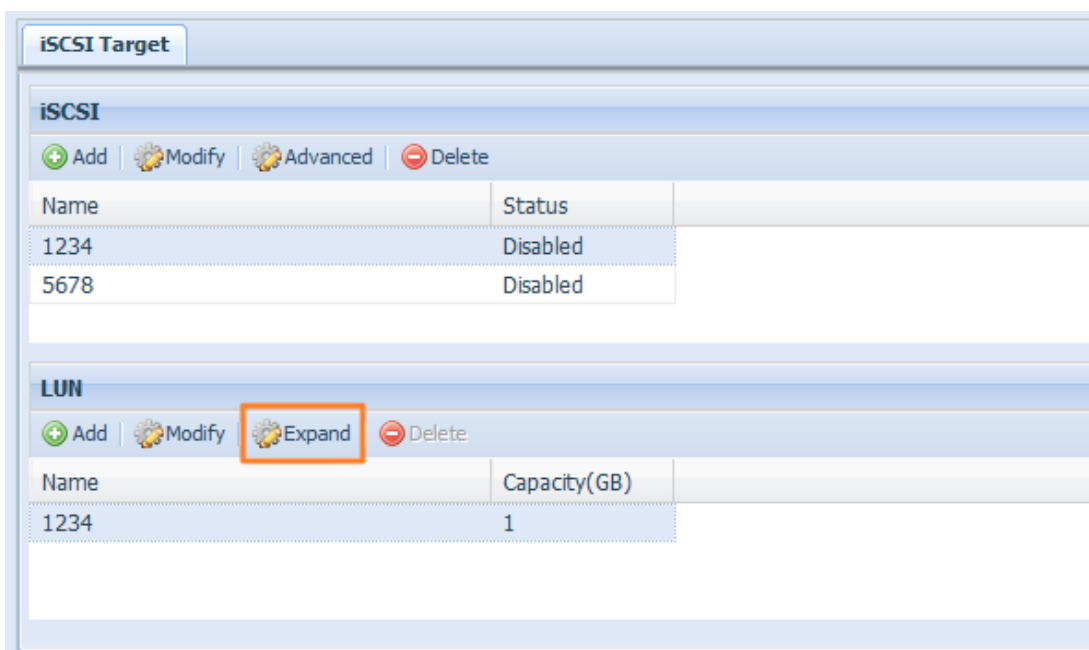 iSCSI Target
iSCSI
Add Modify Advanced Delete
Name Status
1234 Disabled
5678 Disabled
LUN
Add Modify Expand Delete
Name Capacity(GB)
1234 1